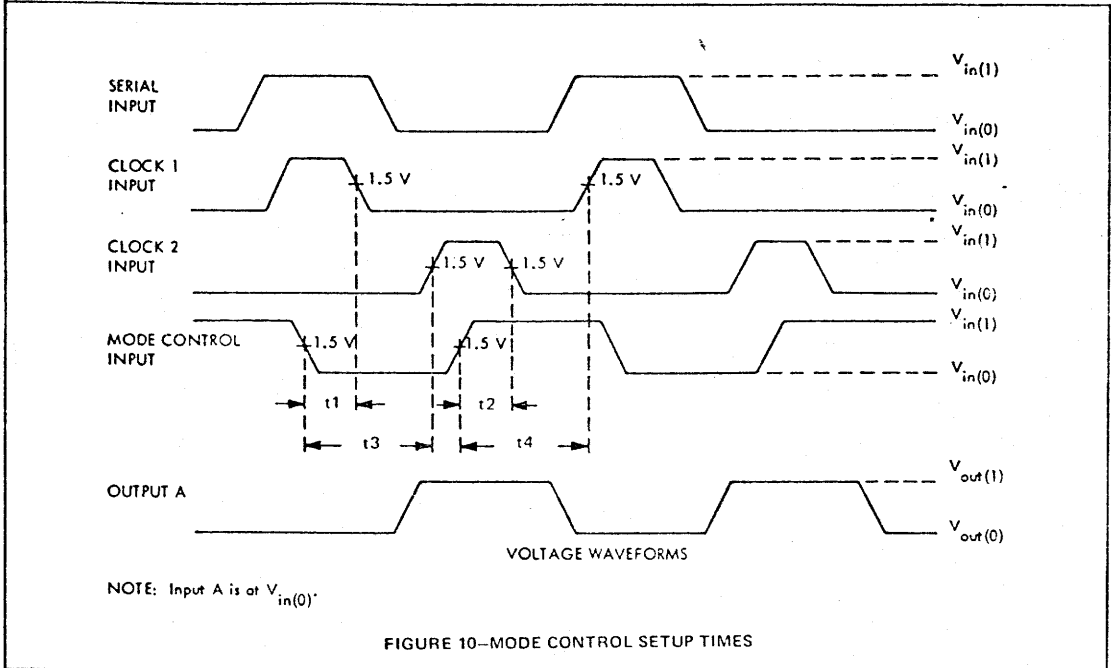 SERIAL
INPUT
V in(1)
V in(0)
CLOCK 1
INPUT
1.5 V
1.5 V
V in(1)
V in(0)
CLOCK 2
INPUT
1.5 V
1.5 V
V in(1)
V in(0)
MODE CONTROL
INPUT
1.5 V
1.5 V
V in(1)
V in(0)
t1
t2
t3
t4
OUTPUT A
V out(1)
V out(0)
VOLTAGE WAVEFORMS
NOTE: Input A is at V in(0).
FIGURE 10—MODE CONTROL SETUP TIMES